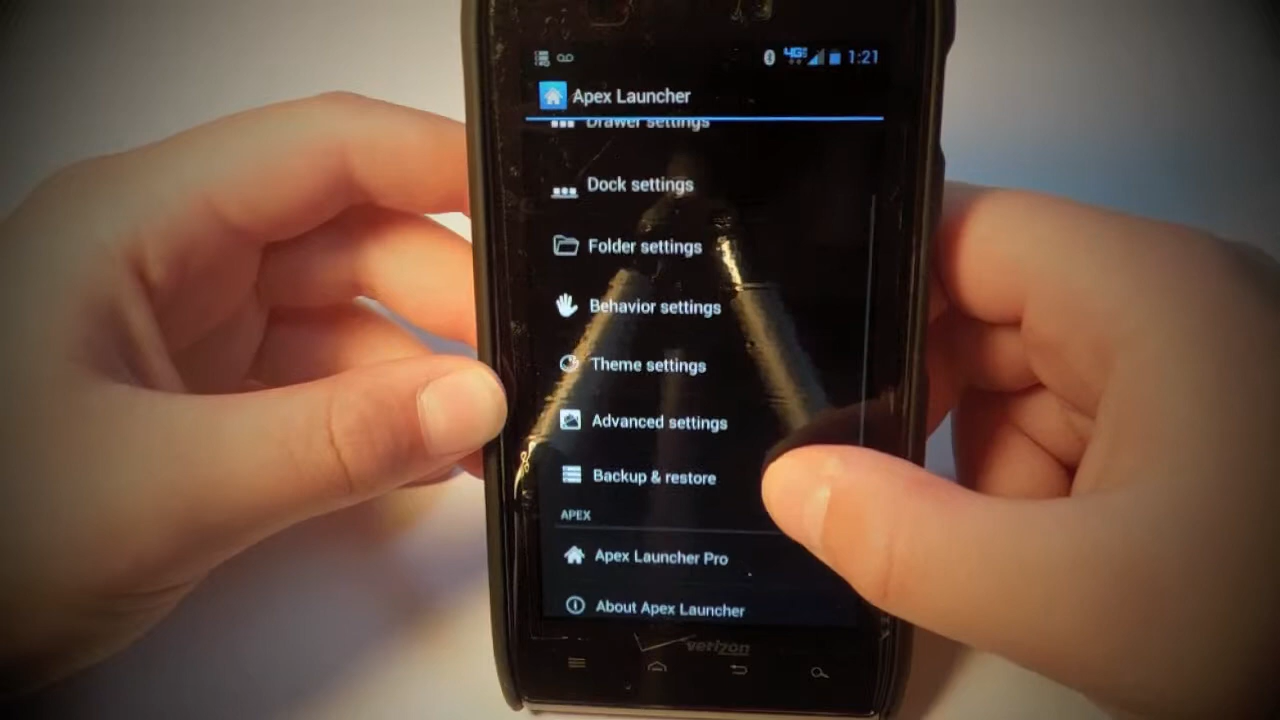 4G 1:21
Apex Launcher
Drawer settings
Dock settings
Folder settings
Behavior settings
Theme settings
Advanced settings
Backup & restore
APEX
Apex Launcher Pro
About Apex Launcher
verizon